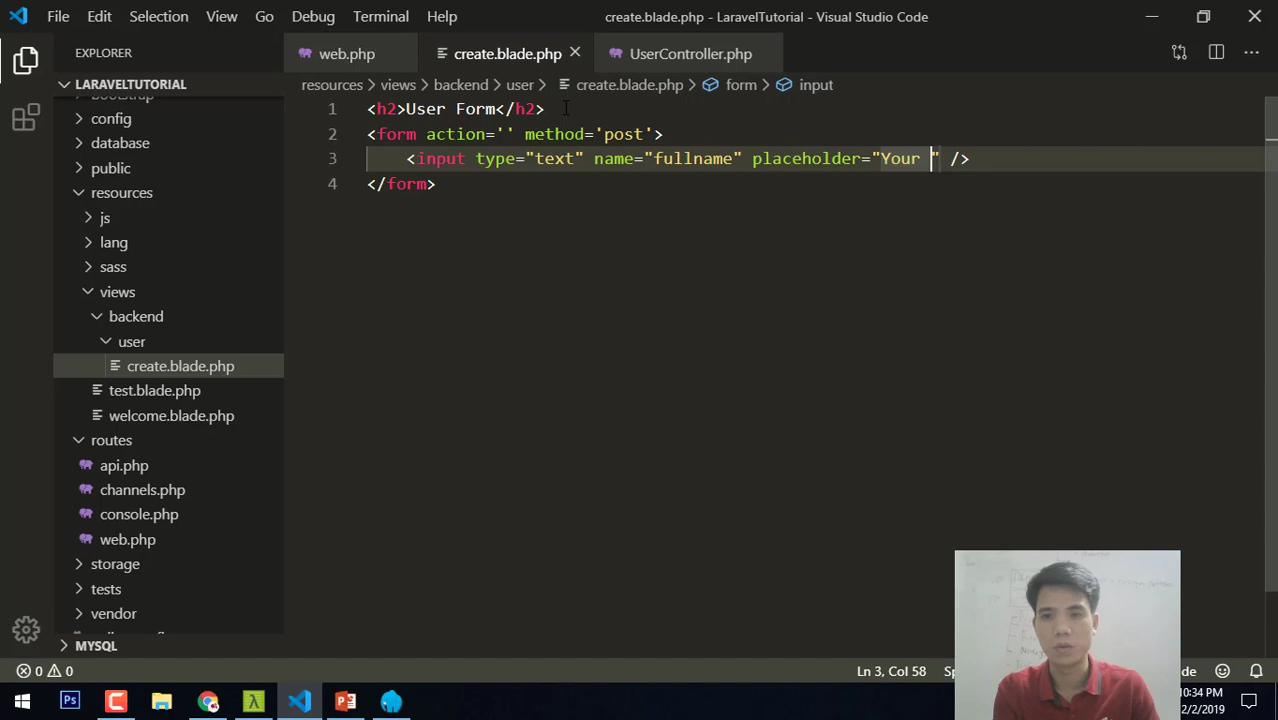 File Edit Selection View Go Debug Terminal Help create.blade.php - LaravelTutorial - Visual Studio Code
EXPLORER
web.php create.blade.php UserController.php
LARAVELTUTORIAL
resources > views > backend > user > create.blade.php > form > input
bootstrap
config
database
public
resources
js
lang
sass
views
backend
user
create.blade.php
test.blade.php
welcome.blade.php
routes
api.php
channels.php
console.php
web.php
storage
tests
vendor
MYSQL
1 <h2>User Form</h2>
2 <form action='' method='post'>
3 <input type="text" name="fullname" placeholder="Your " />
4 </form>
0 0 Ln 3, Col 58
Ps
10:34 PM
2/2/2019